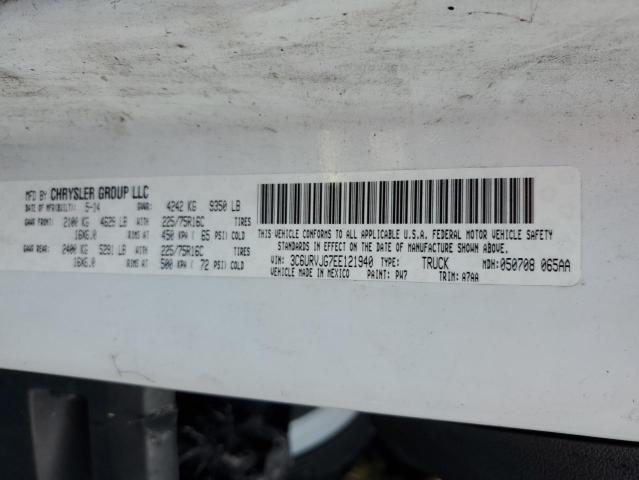 MFD BY CHRYSLER GROUP LLC
DATE OF MFR(BUILT): 5-14 GVWR: 4242 KG 9350 LB
GAWR FRONT: 2100 KG 4629 LB WITH 225/75R16C TIRES
16X6.0 RIMS AT 450 KPA ( 65 PSI) COLD
GAWR REAR: 2400 KG 5291 LB WITH 225/75R16C TIRES
16X6.0 RIMS AT 500 KPA ( 72 PSI) COLD
THIS VEHICLE CONFORMS TO ALL APPLICABLE U.S.A. FEDERAL MOTOR VEHICLE SAFETY
STANDARDS IN EFFECT ON THE DATE OF MANUFACTURE SHOWN ABOVE.
VIN: 3C6URVJG7EE121940 TYPE: TRUCK MDH: 050708 065AA
MADE IN MEXICO PAINT: PW7 TRIM: A7AA